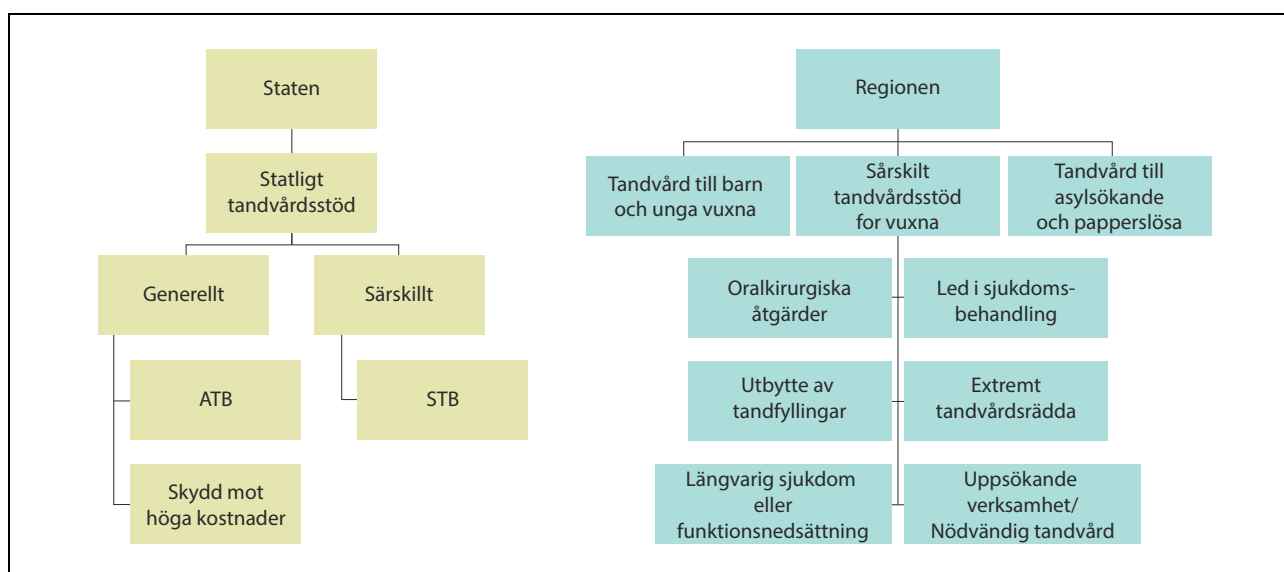 Staten
Statligt
tandvårdsstöd
Generellt
Särskillt
ATB
STB
Skydd mot
höga kostnader
Regionen
Tandvård till barn
och unga vuxna
Sårskilt
tandvårdsstöd
for vuxna
Tandvård till
asylsökande
och papperslösa
Oralkirurgiska
åtgärder
Led i sjukdoms-
behandling
Utbytte av
tandfyllingar
Extremt
tandvårdsrädda
Längvarig sjukdom
eller
funktionsnedsättning
Uppsökande
verksamhet/
Nödvändig tandvård